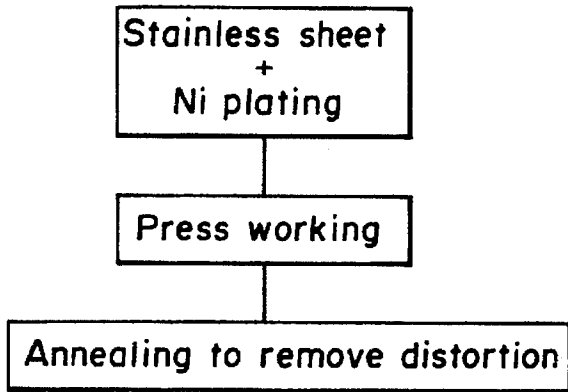 Stainless sheet
+
Ni plating
Press working
Annealing to remove distortion